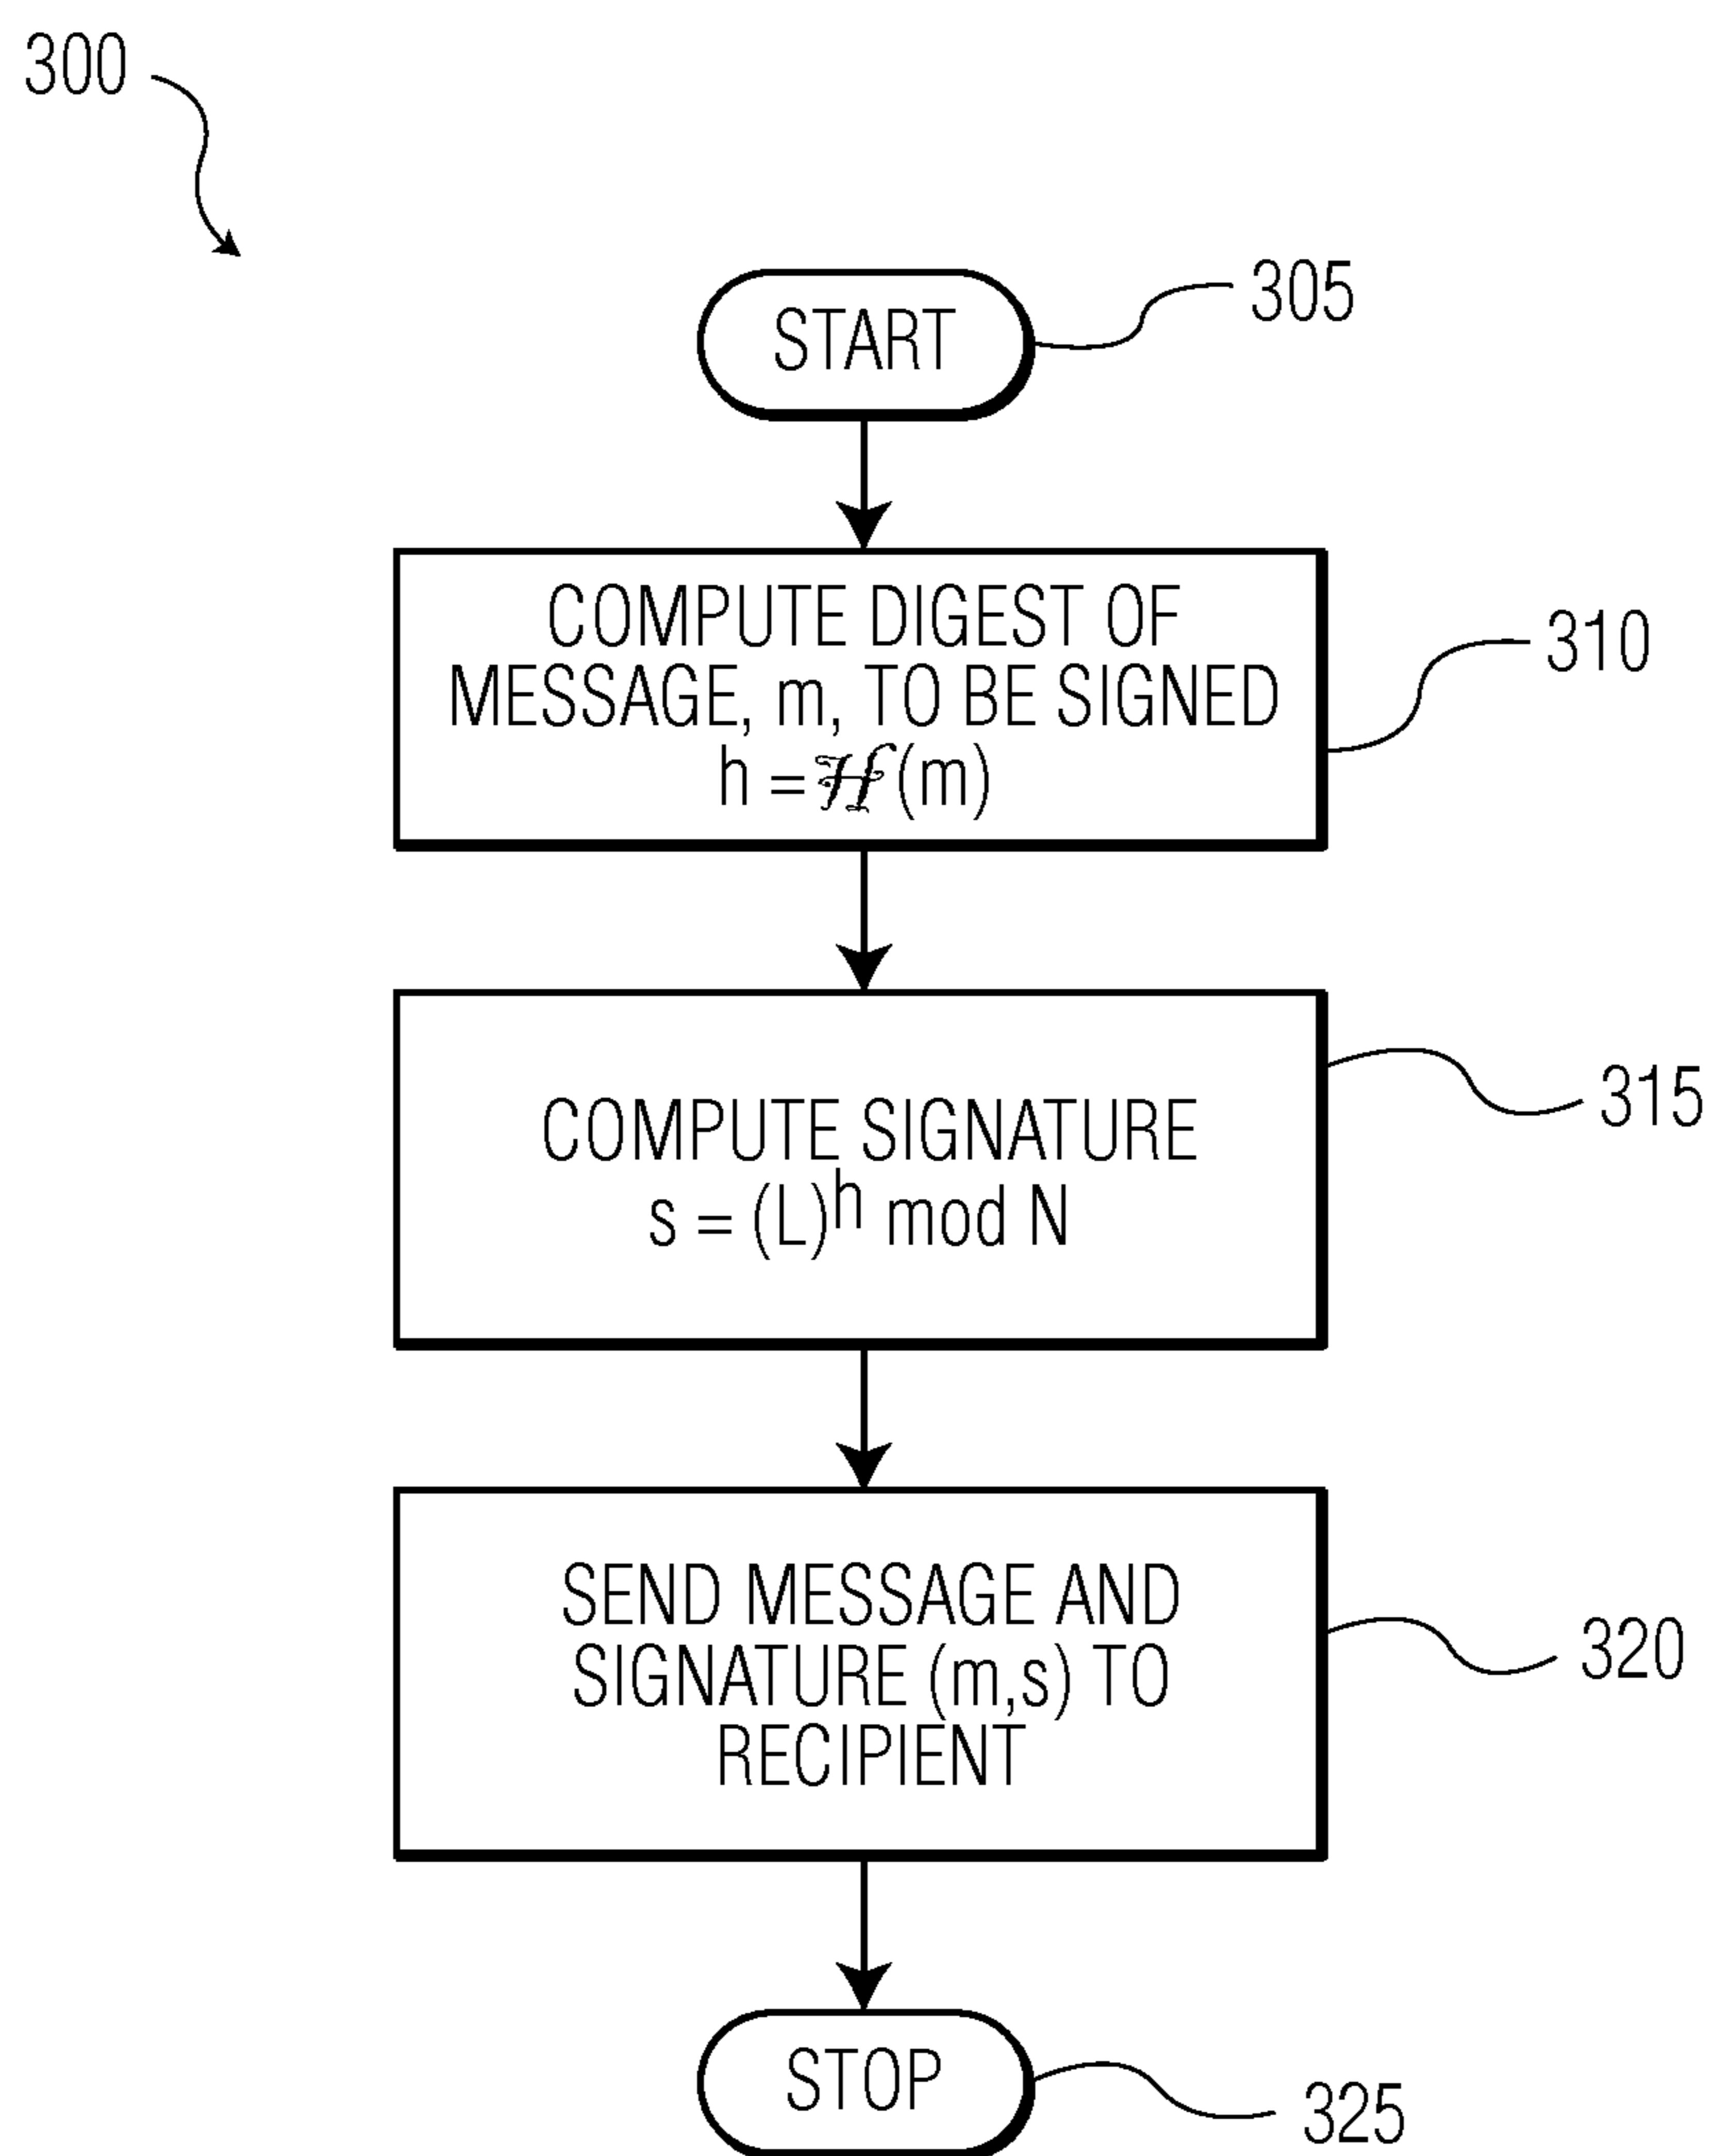 300
START
305
COMPUTE DIGEST OF
MESSAGE, m, TO BE SIGNED
h = ℋ(m)
310
COMPUTE SIGNATURE
s = (L)^h mod N
315
SEND MESSAGE AND
SIGNATURE (m,s) TO
RECIPIENT
320
STOP
325